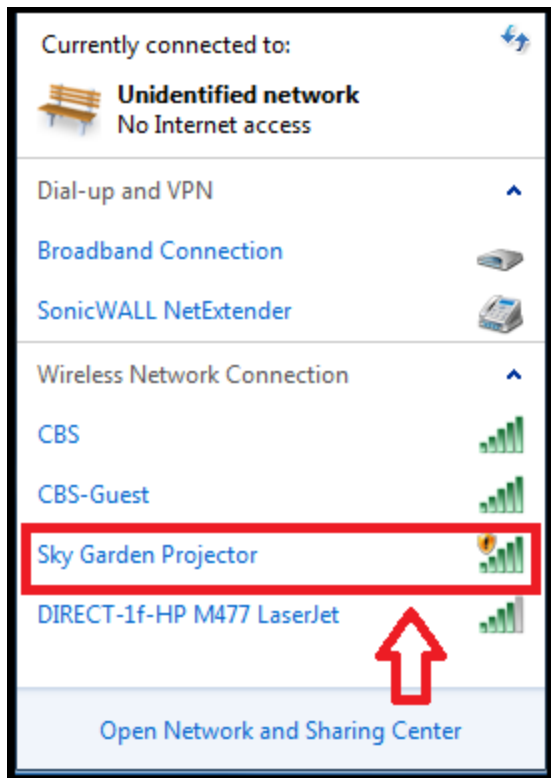 Currently connected to:
Unidentified network
No Internet access
Dial-up and VPN
Broadband Connection
SonicWALL NetExtender
Wireless Network Connection
CBS
CBS-Guest
Sky Garden Projector
DIRECT-1f-HP M477 LaserJet
Open Network and Sharing Center